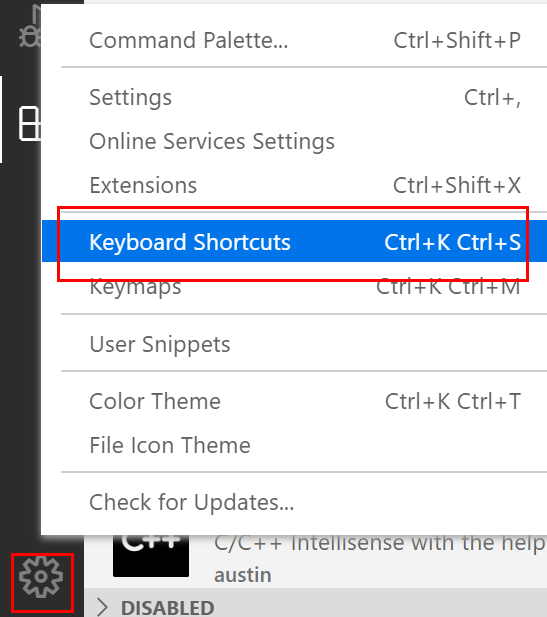 Command Palette... Ctrl+Shift+P
Settings Ctrl+,
Online Services Settings
Extensions Ctrl+Shift+X
Keyboard Shortcuts Ctrl+K Ctrl+S
Keymaps Ctrl+K Ctrl+M
User Snippets
Color Theme Ctrl+K Ctrl+T
File Icon Theme
Check for Updates...
C++
C/C++ Intellisense with the help
austin
DISABLED